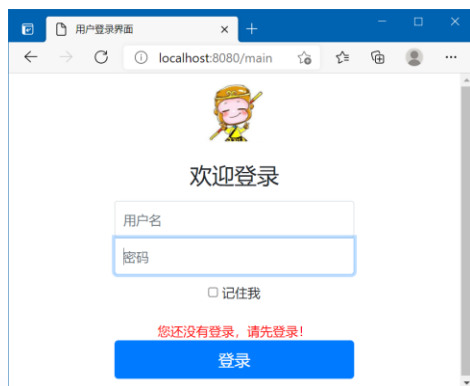 用户登录界面
localhost:8080/main
欢迎登录
用户名
密码
记住我
您还没有登录，请先登录！
登录